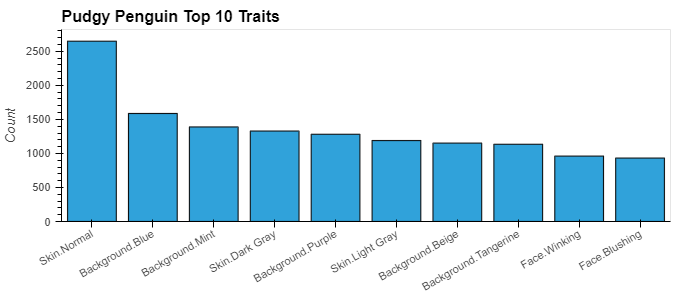 Pudgy Penguin Top 10 Traits
Count
2500
2000
1500
1000
500
0
Skin.Normal
Background.Blue
Background.Mint
Skin.Dark Gray
Background.Purple
Skin.Light Gray
Background.Beige
Background.Tangerine
Face.Winking
Face.Blushing